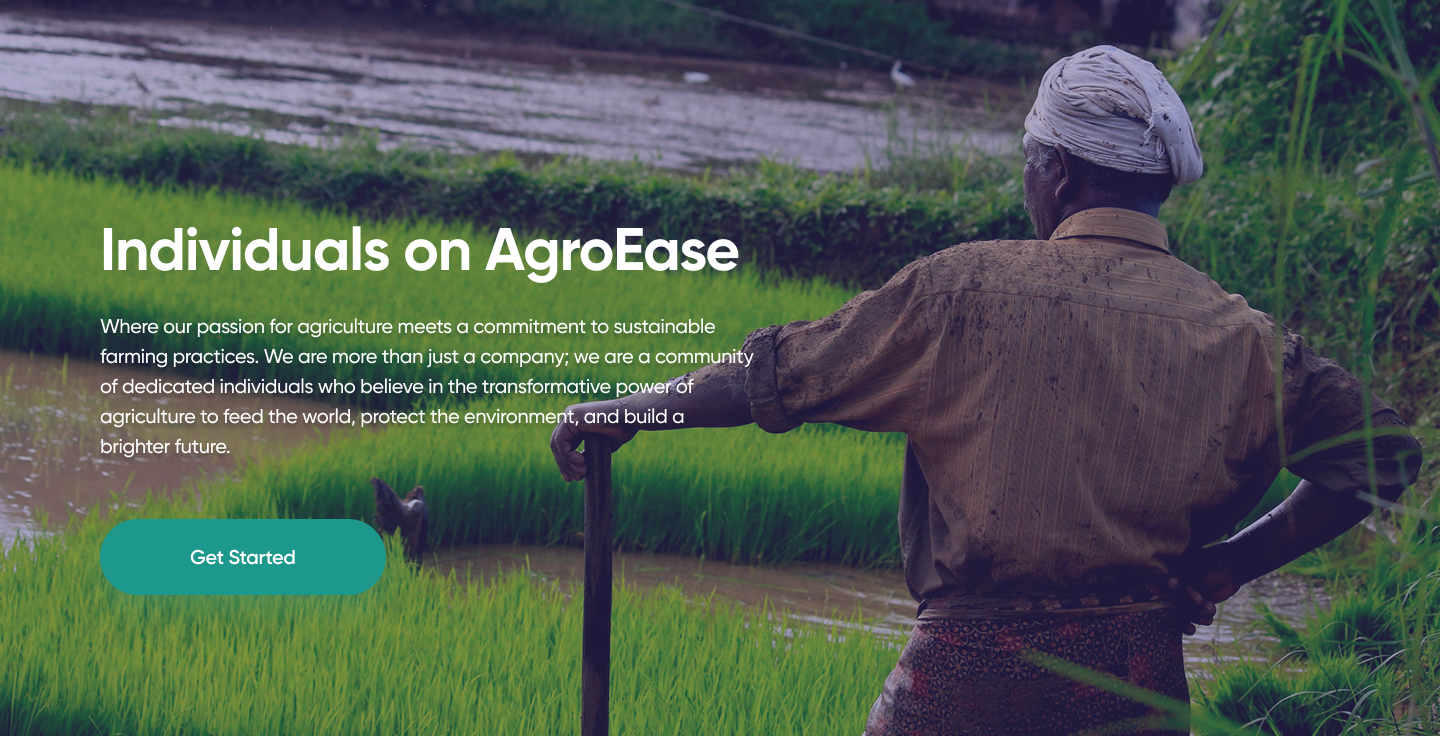 Individuals on AgroEase
Where our passion for agriculture meets a commitment to sustainable
farming practices. We are more than just a company; we are a community
of dedicated individuals who believe in the transformative power of
agriculture to feed the world, protect the environment, and build a
brighter future.
Get Started